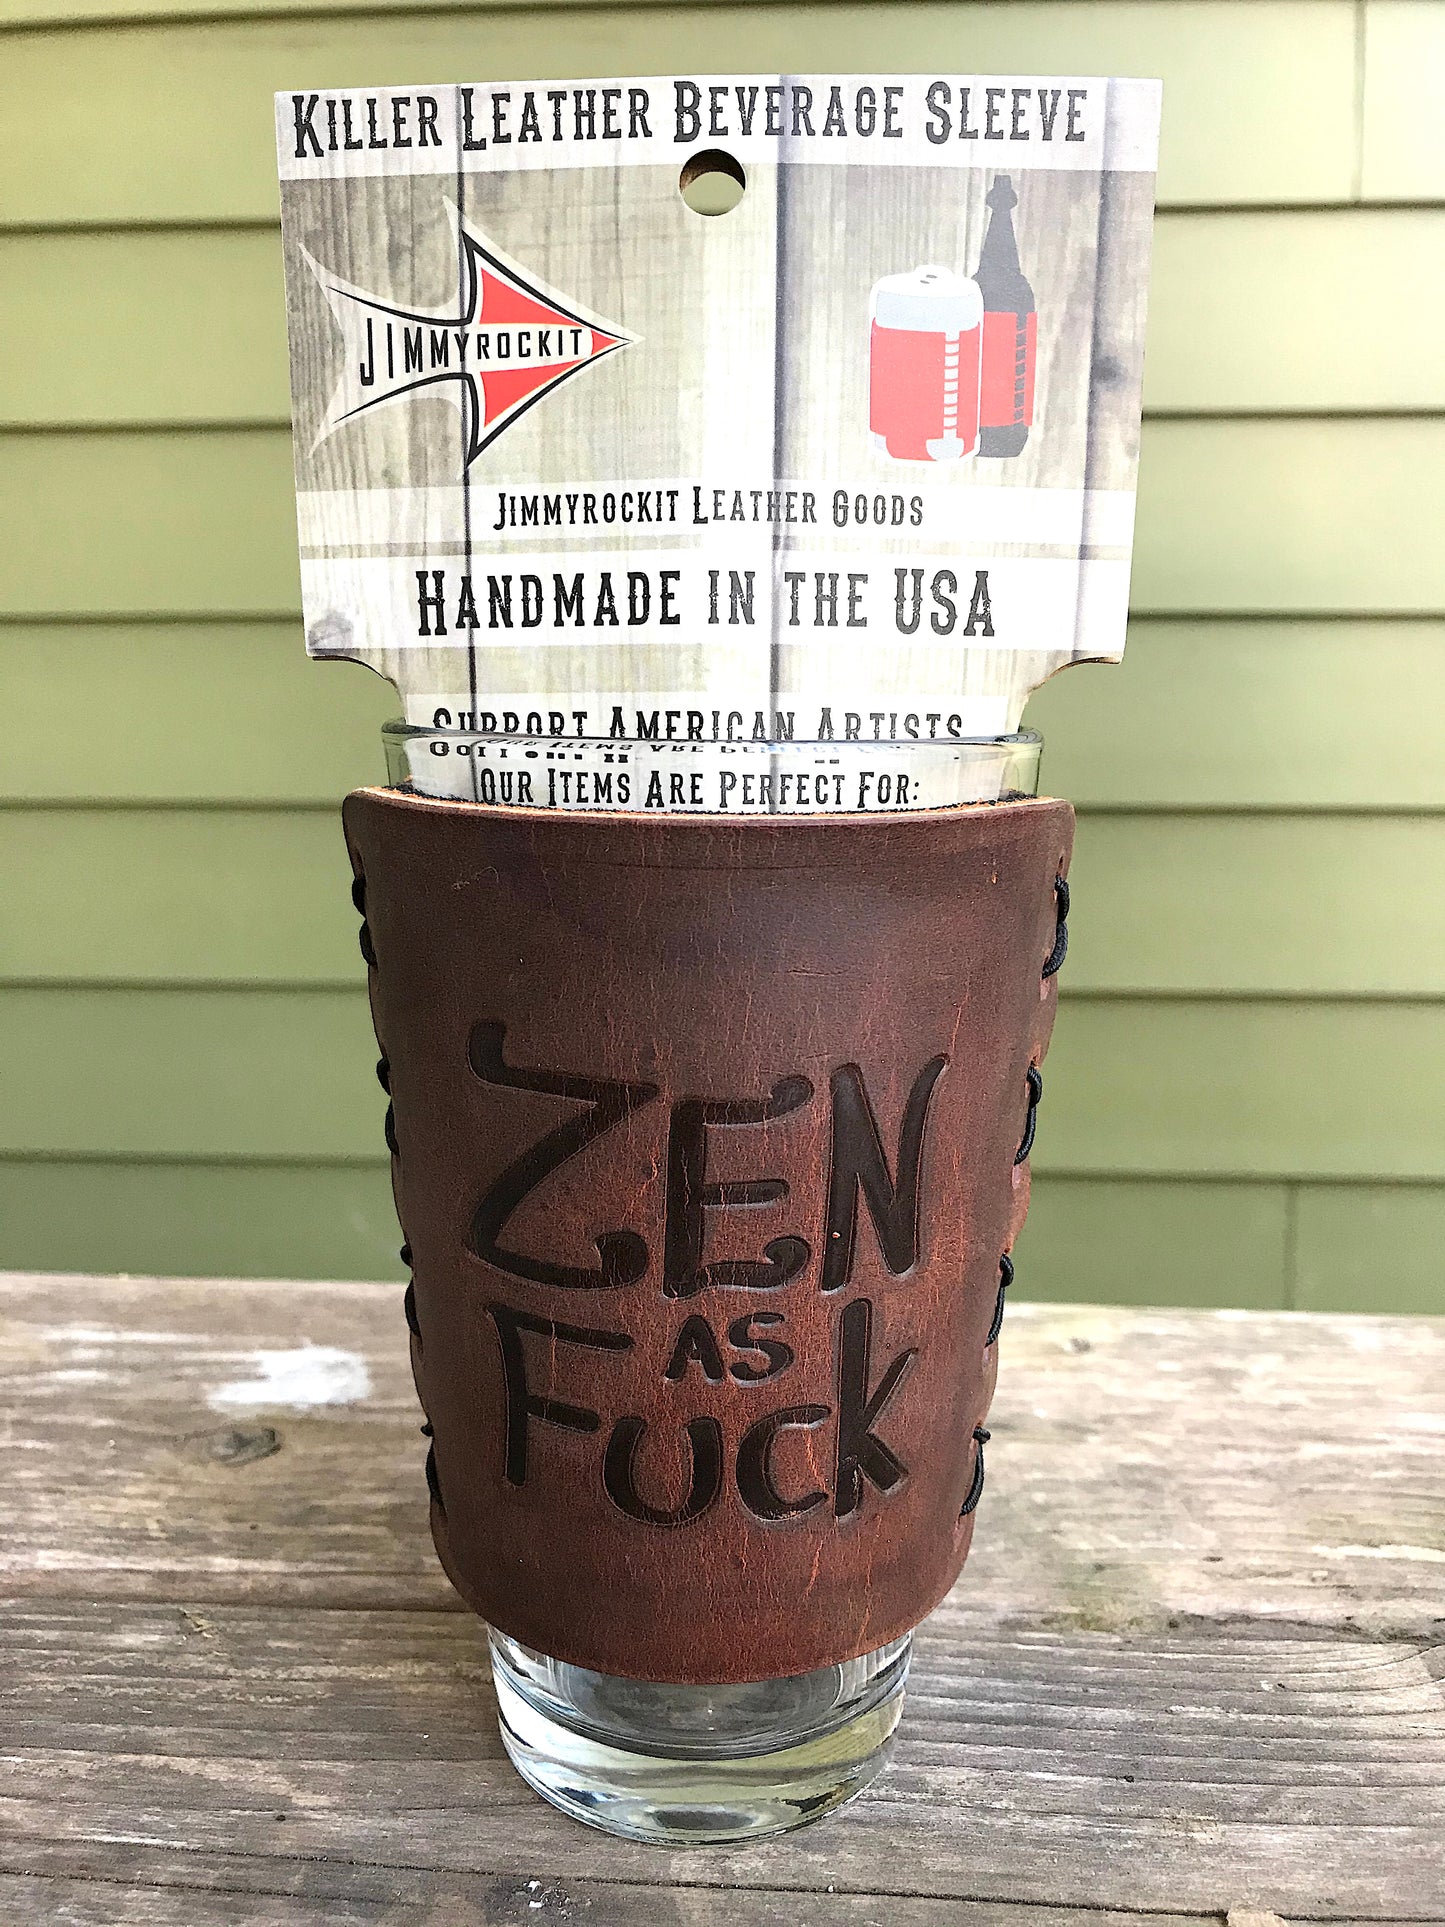 KILLER LEATHER BEVERAGE SLEEVE
JIMMYROCKIT
JIMMYROCKIT LEATHER GOODS
HANDMADE IN THE USA
SUPPORT AMERICAN ARTISTS
OUR ITEMS ARE PERFECT FOR:
ZEN
AS
FUCK